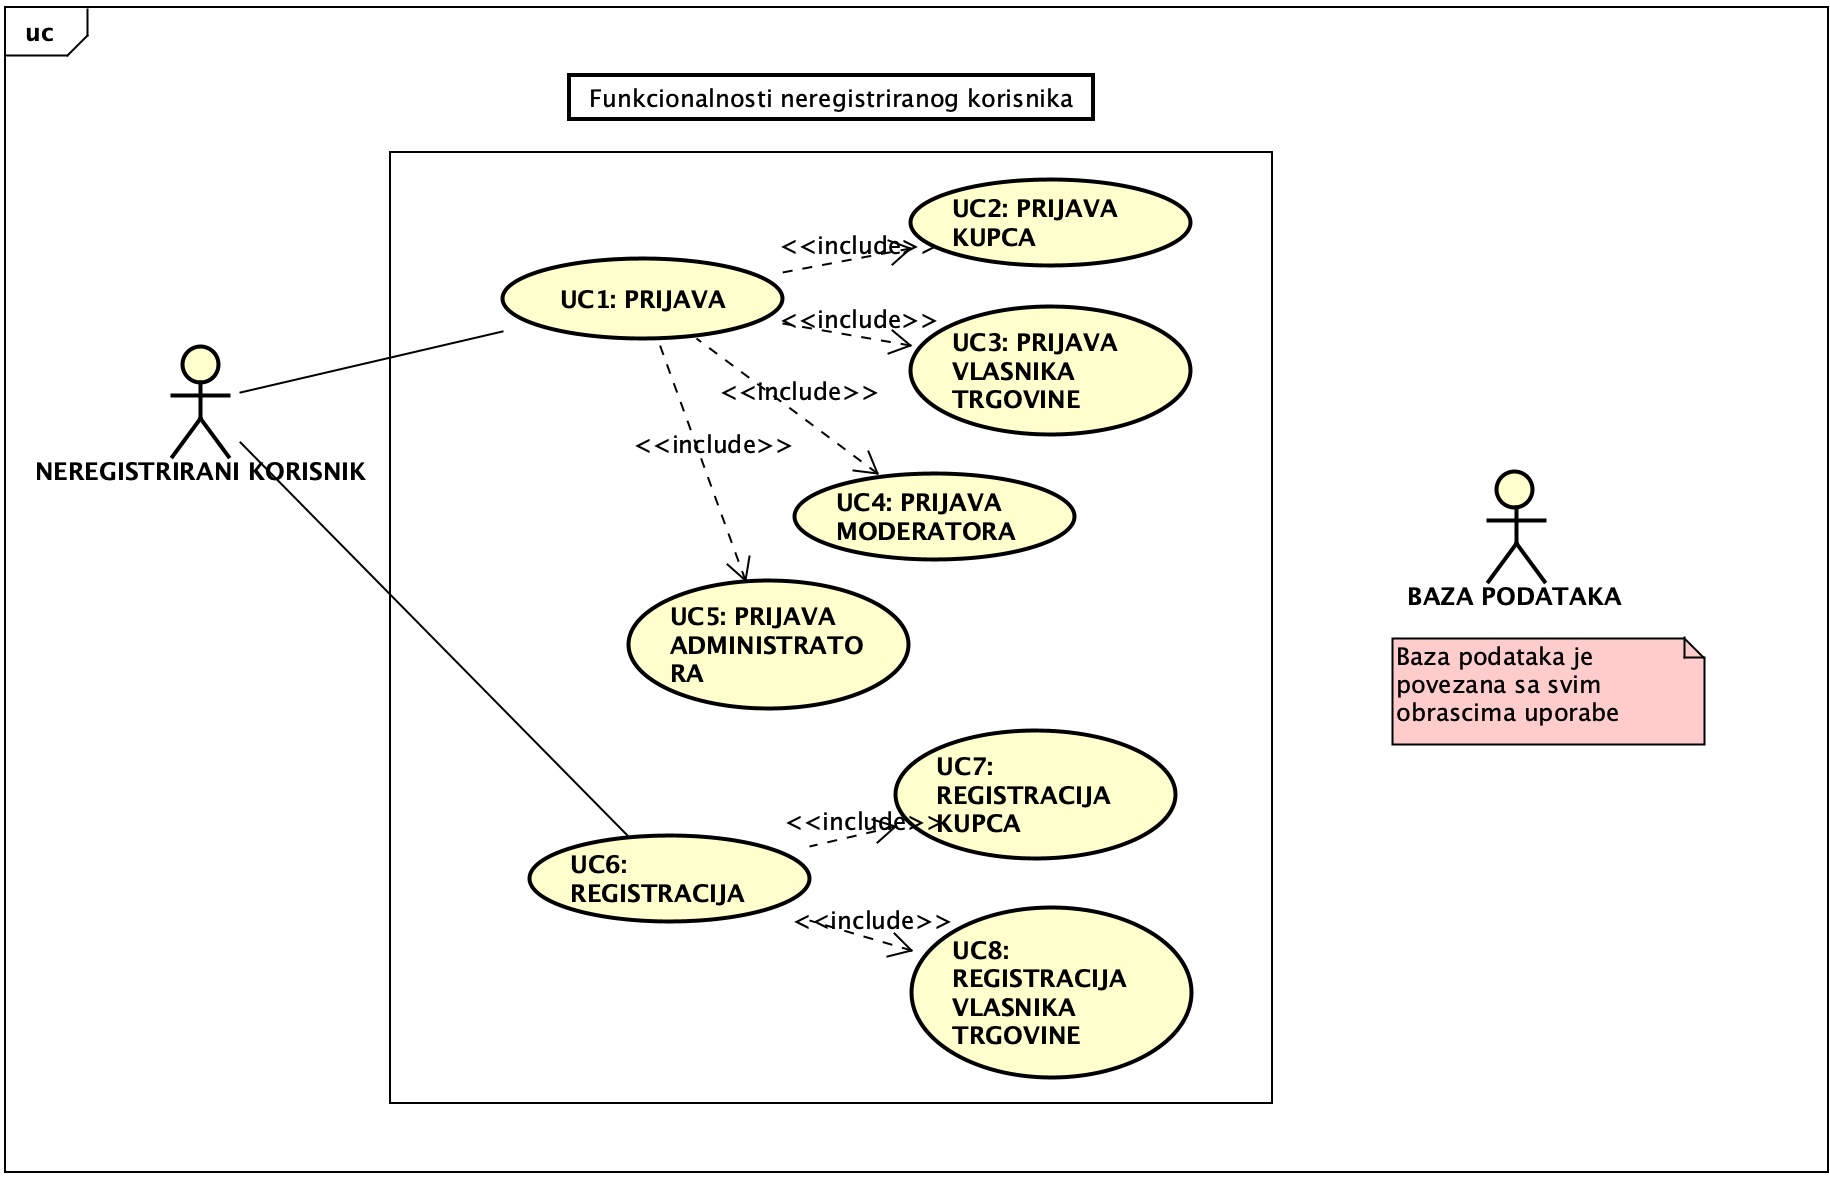 uc
Funkcionalnosti neregistriranog korisnika
UC2: PRIJAVA
KUPCA
<<include>>
UC1: PRIJAVA
<<include>>
UC3: PRIJAVA
VLASNIKA
TRGOVINE
<<include>>
<<include>>
NEREGISTRIRANI KORISNIK
UC4: PRIJAVA
MODERATORA
UC5: PRIJAVA
ADMINISTRATO
RA
BAZA PODATAKA
Baza podataka je
povezana sa svim
obrascima uporabe
UC7:
REGISTRACIJA
KUPCA
<<include>>
UC6:
REGISTRACIJA
<<include>>
UC8:
REGISTRACIJA
VLASNIKA
TRGOVINE